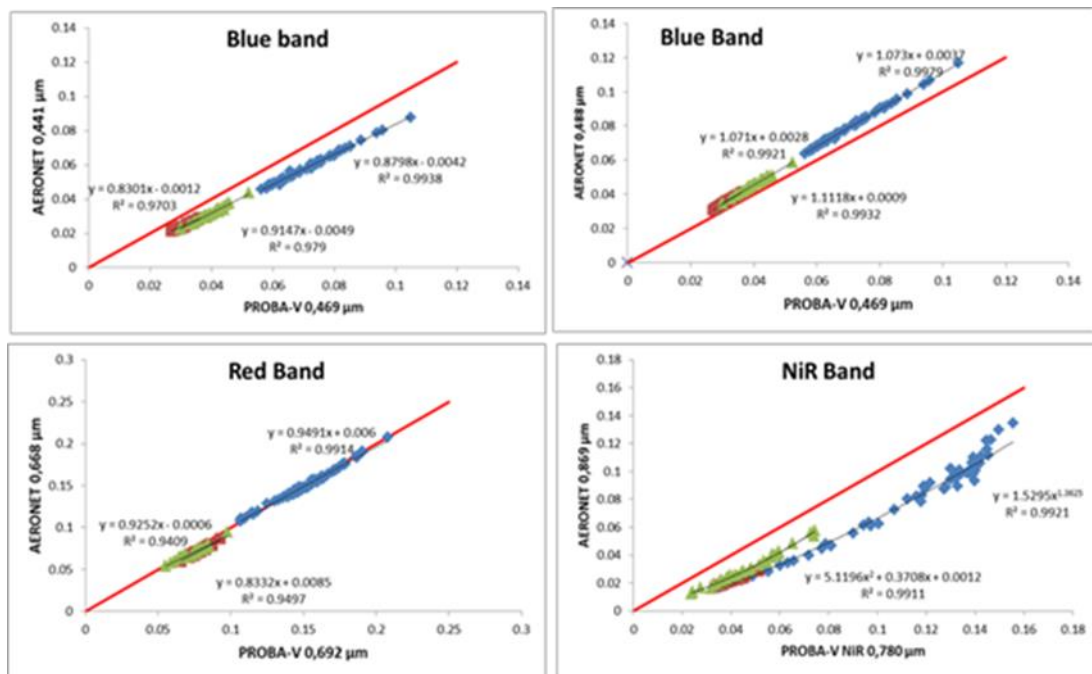 Blue band
0.14
0.12
0.1
0.08
0.06
0.04
0.02
0
AERONET 0,441 µm
y = 0.8301x - 0.0012
R² = 0.9703
y = 0.8798x - 0.0042
R² = 0.9938
y = 0.9147x - 0.0049
R² = 0.979
0 0.02 0.04 0.06 0.08 0.1 0.12 0.14
PROBA-V 0,469 µm
Blue Band
0.14
0.12
0.1
0.08
0.06
0.04
0.02
0
AERONET 0,488 µm
y = 1.073x + 0.0037
R² = 0.9979
y = 1.071x + 0.0028
R² = 0.9921
y = 1.1118x + 0.0009
R² = 0.9932
0 0.02 0.04 0.06 0.08 0.1 0.12 0.14
PROBA-V 0,469 µm
Red Band
0.3
0.25
0.2
0.15
0.1
0.05
0
AERONET 0,668 µm
y = 0.9491x + 0.006
R² = 0.9914
y = 0.9252x - 0.0006
R² = 0.9409
y = 0.8332x + 0.0085
R² = 0.9497
0 0.05 0.1 0.15 0.2 0.25 0.3
PROBA-V 0,692 µm
NiR Band
0.18
0.16
0.14
0.12
0.10
0.08
0.06
0.04
0.02
0
AERONET 0,869 µm
y = 1.5295x
R² = 0.9921
y = 5.1196x² + 0.3708x + 0.0012
R² = 0.9911
0 0.02 0.04 0.06 0.08 0.1 0.12 0.14 0.16 0.18
PROBA-V NiR 0,780 µm